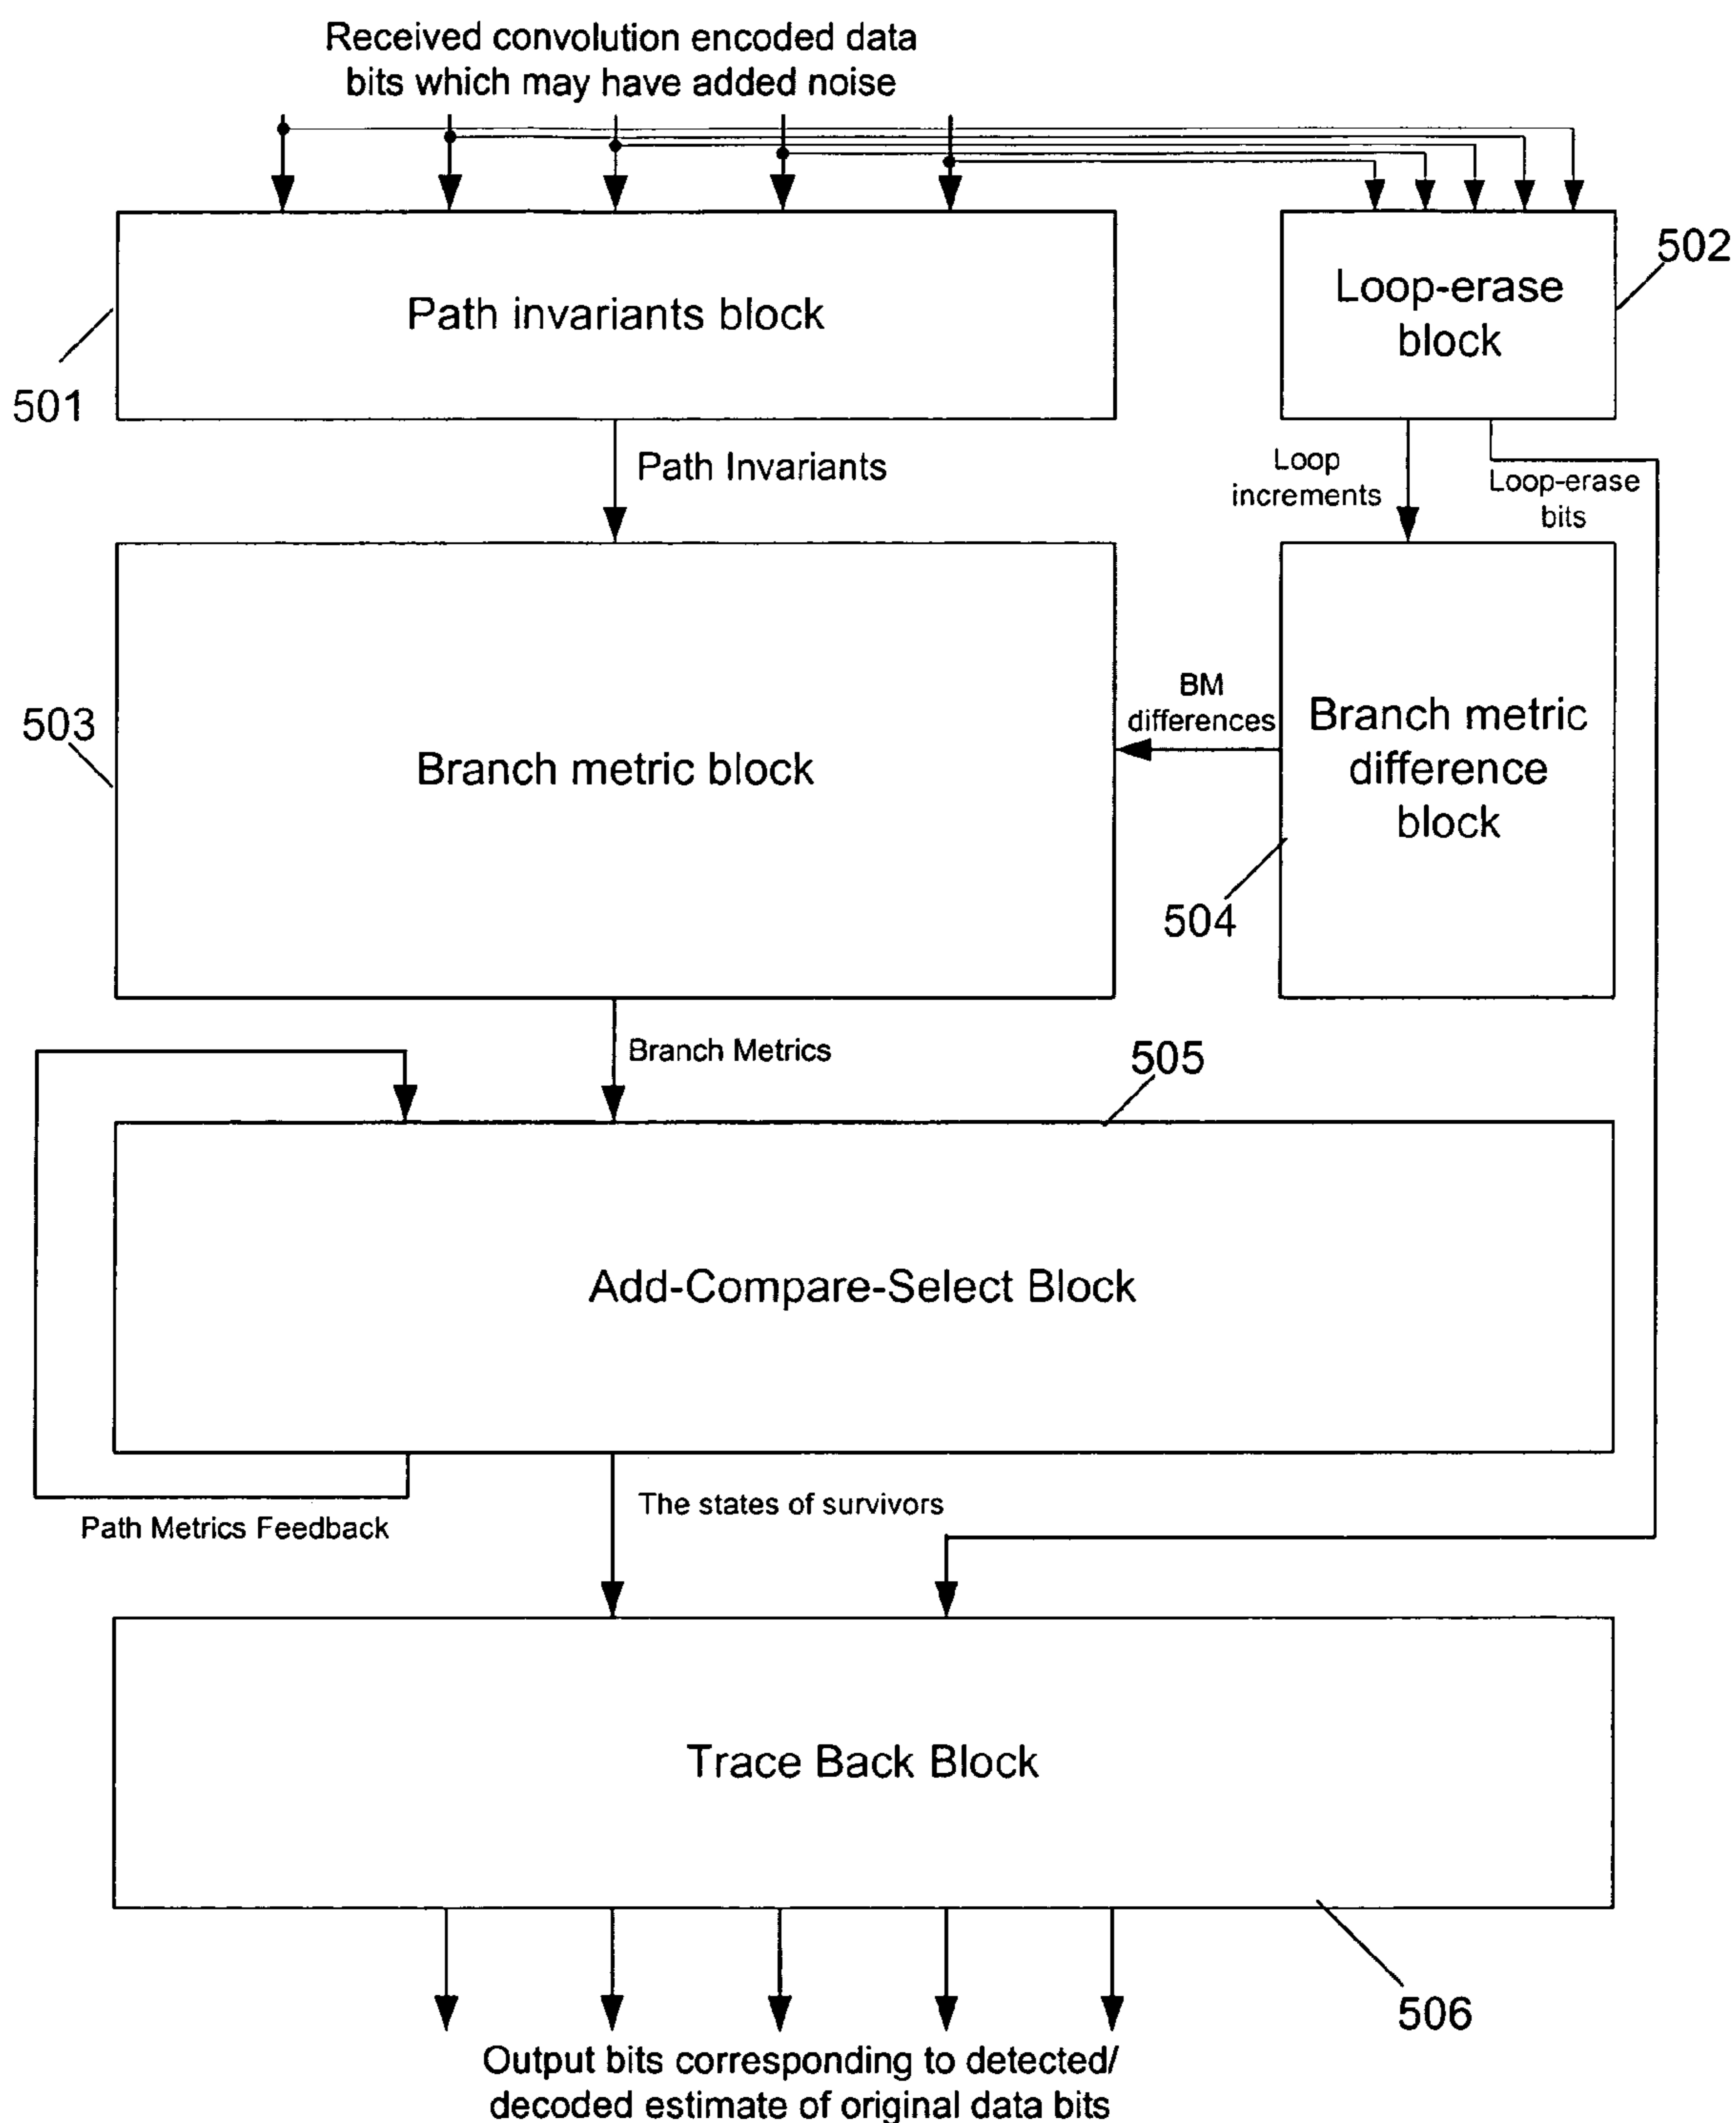 Received convolution encoded data
bits which may have added noise
Path invariants block
Loop-erase
block
502
501
Path Invariants
Loop
increments
Loop-erase
bits
503
Branch metric block
BM
differences
Branch metric
difference
block
504
Branch Metrics
505
Add-Compare-Select Block
The states of survivors
Path Metrics Feedback
Trace Back Block
506
Output bits corresponding to detected/
decoded estimate of original data bits